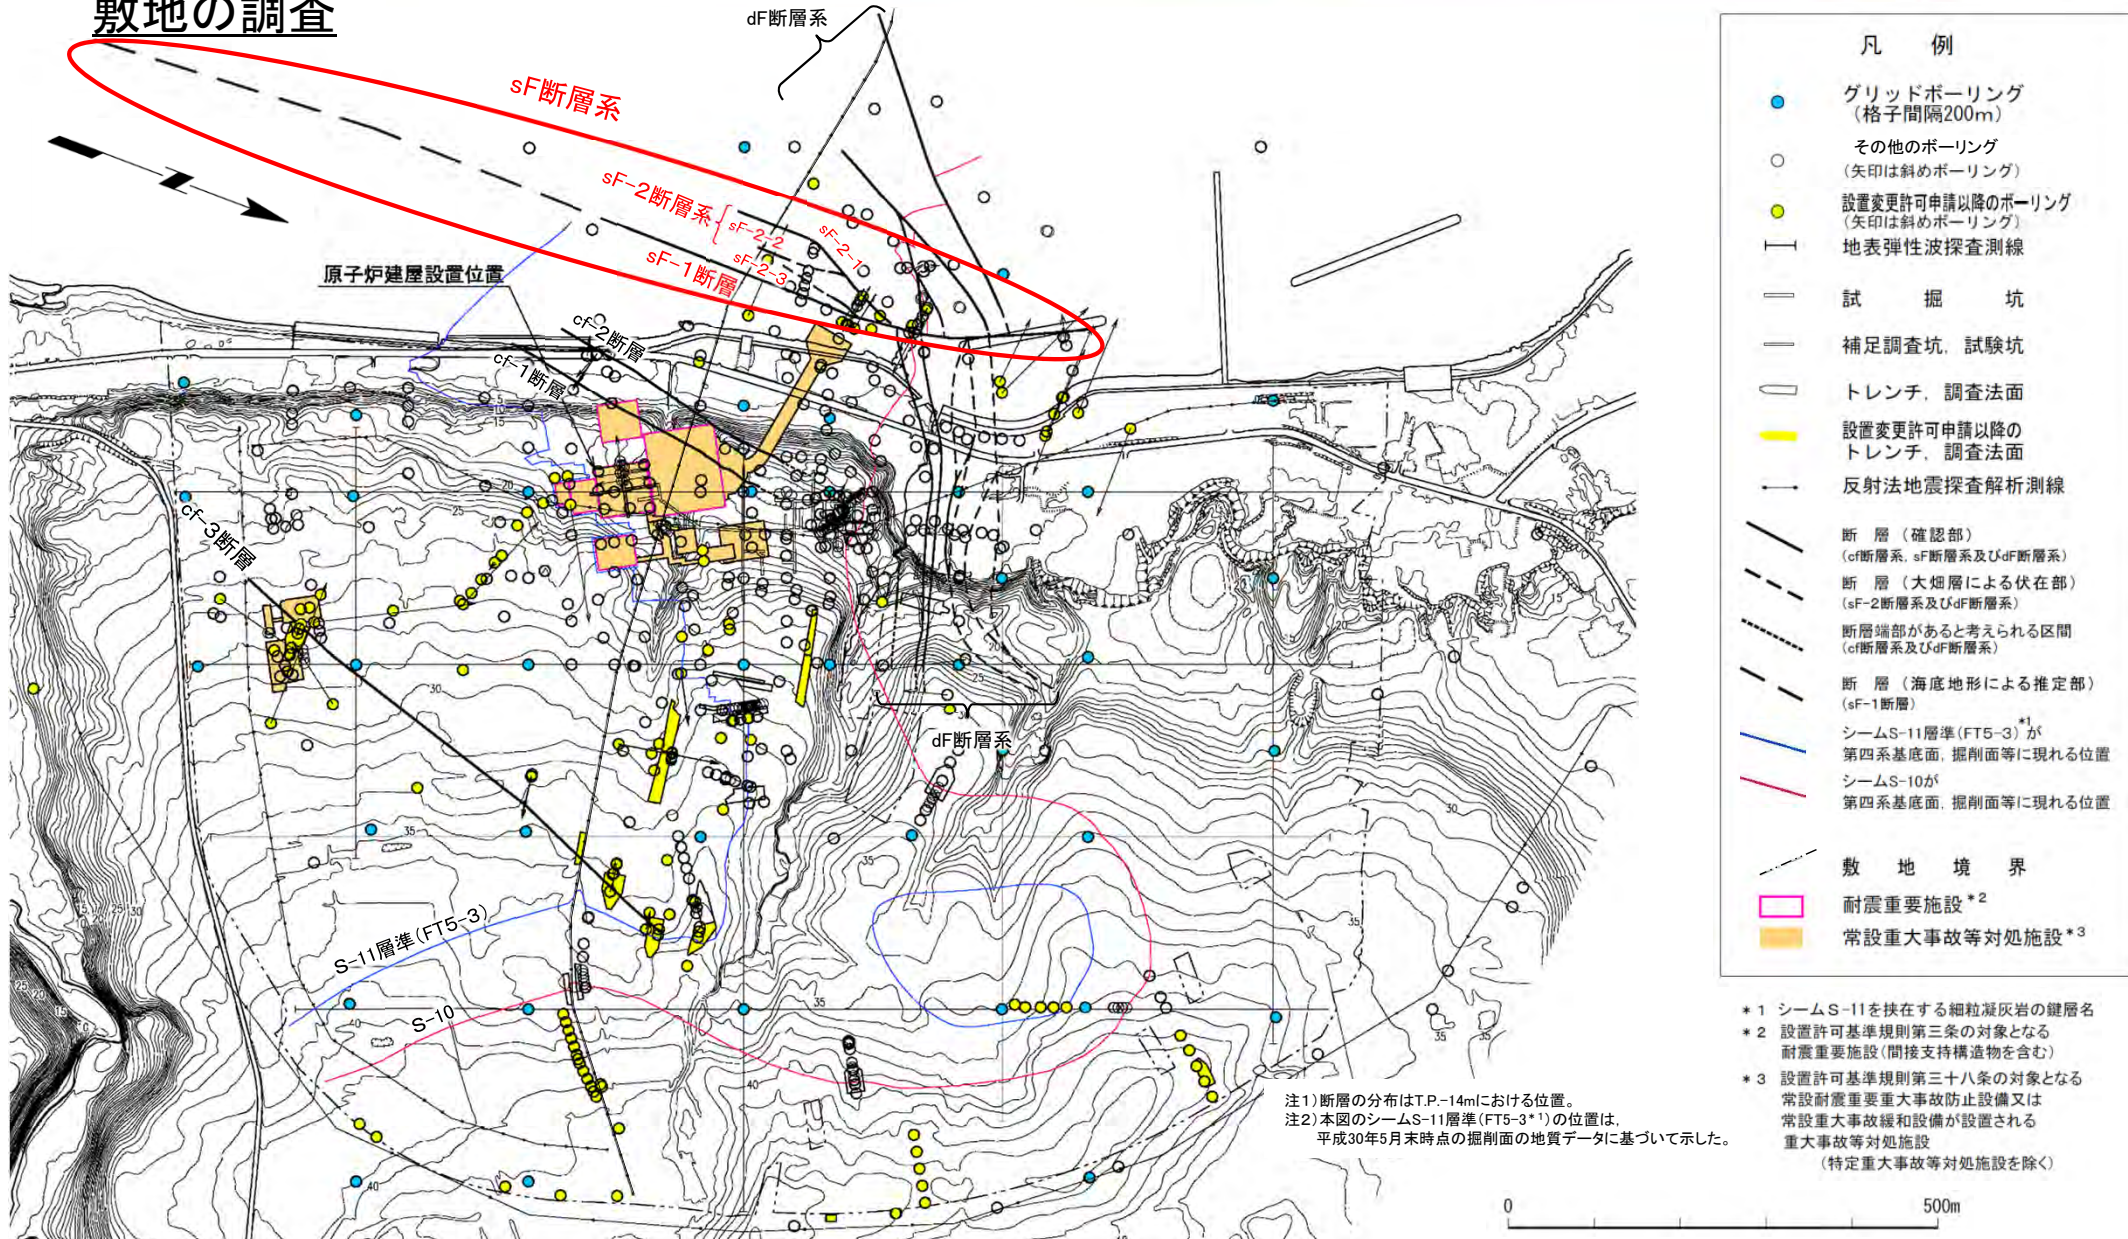 敷地の調査
dF断層系
sF断層系
sF-2断層系
sF-2-2
sF-2-1
sF-2-3
sF-1断層
原子炉建屋設置位置
cf-2断層
cf-1断層
cf-3断層
dF断層系
S-11層準(FT5-3)
S-10
5
10
15
20
25
30
35
40
35
35
40
40
35
30
35
35
35
20
25
15
30
25
30
25
20
15
凡　例
グリッドボーリング
(格子間隔200m)
その他のボーリング
(矢印は斜めボーリング)
設置変更許可申請以降のボーリング
(矢印は斜めボーリング)
地表弾性波探査測線
試　掘　坑
補足調査坑，試験坑
トレンチ，調査法面
設置変更許可申請以降の
トレンチ，調査法面
反射法地震探査解析測線
断　層（確認部）
(cf断層系, sF断層系及びdF断層系)
断　層（大畑層による伏在部）
(sF-2断層系及びdF断層系)
断層端部があると考えられる区間
(cf断層系及びdF断層系)
断　層（海底地形による推定部）
(sF-1断層)
シームS-11層準(FT5-3)*1が
第四系基底面，掘削面等に現れる位置
シームS-10が
第四系基底面，掘削面等に現れる位置
敷　地　境　界
耐震重要施設*2
常設重大事故等対処施設*3
*1 シームS-11を挟在する細粒凝灰岩の鍵層名
*2 設置許可基準規則第三条の対象となる
耐震重要施設(間接支持構造物を含む)
*3 設置許可基準規則第三十八条の対象となる
常設耐震重要重大事故防止設備又は
常設重大事故緩和設備が設置される
重大事故等対処施設
(特定重大事故等対処施設を除く)
注1)断層の分布はT.P.-14mにおける位置。
注2)本図のシームS-11層準(FT5-3*1)の位置は，
平成30年5月末時点の掘削面の地質データに基づいて示した。
0
500m